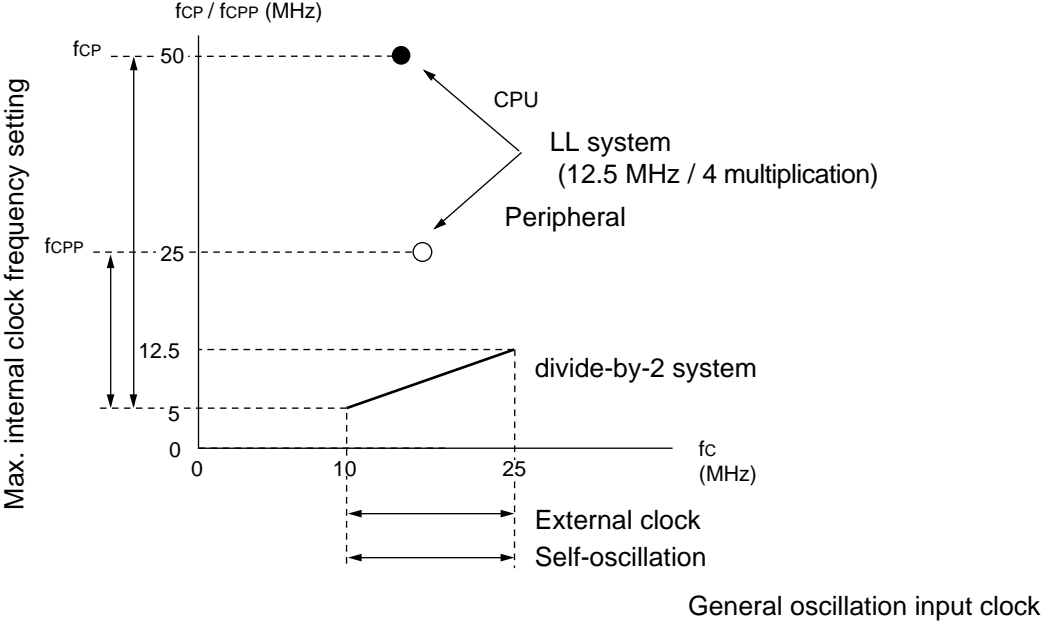 fCP / fCPP (MHz)
fCP
50
CPU
LL system
(12.5 MHz / 4 multiplication)
Peripheral
fCPP
25
Max. internal clock frequency setting
12.5
divide-by-2 system
5
0
0
10
25
fC
(MHz)
External clock
Self-oscillation
General oscillation input clock